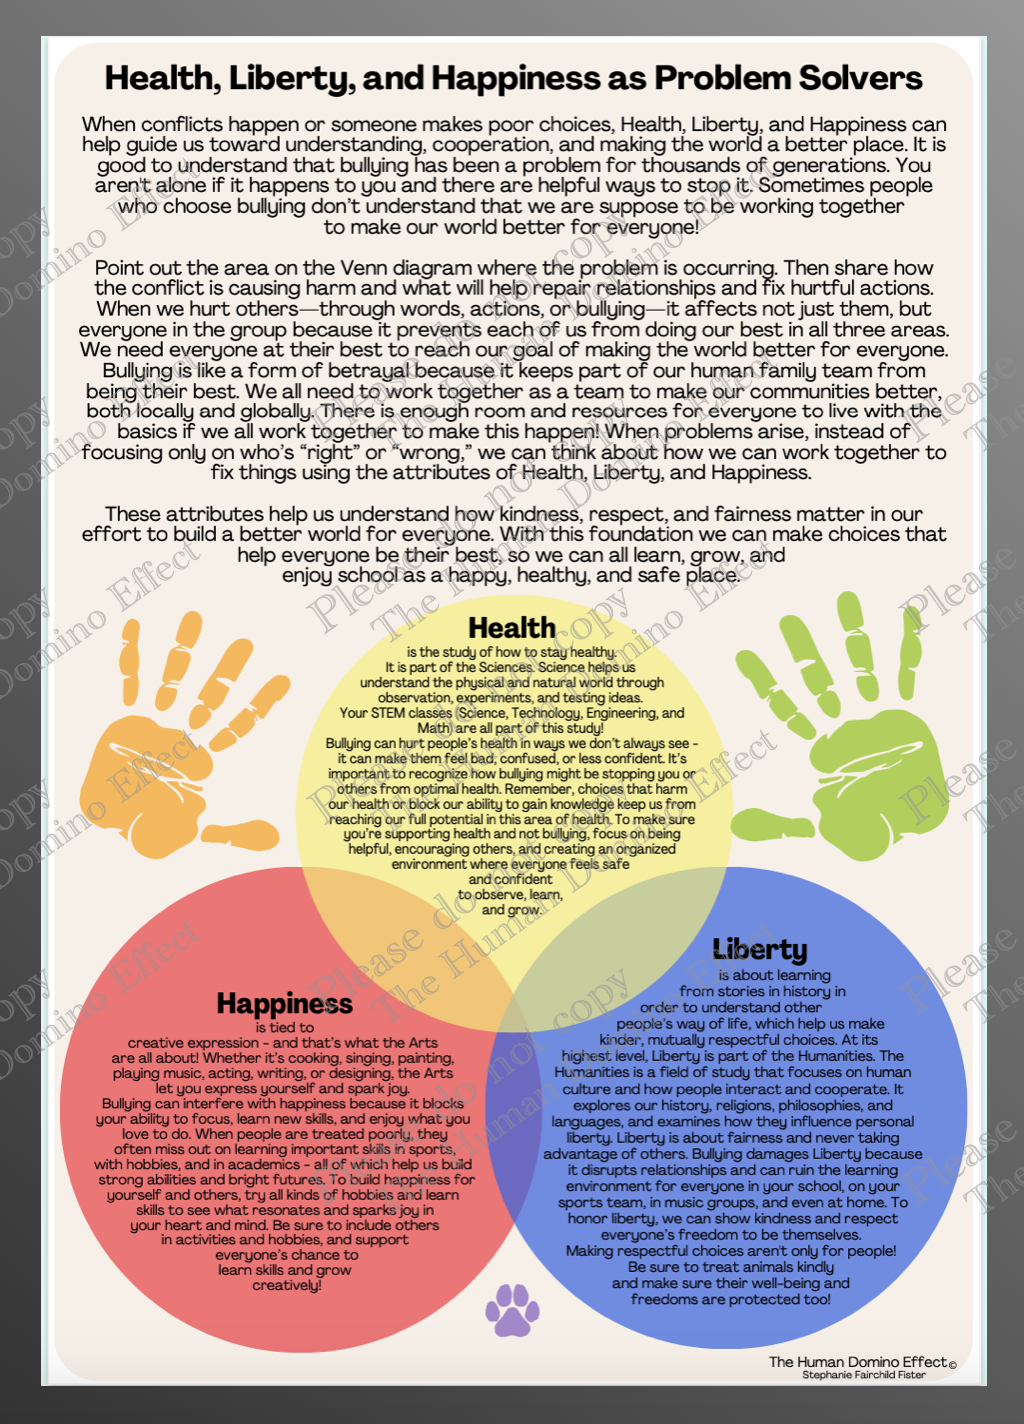 Health, Liberty, and Happiness as Problem Solvers
When conflicts happen or someone makes poor choices, Health, Liberty, and Happiness can
help guide us toward understanding, cooperation, and making the world a better place. It is
good to understand that bullying has been a problem for thousands of generations. You
aren't alone if it happens to you and there are helpful ways to stop it. Sometimes people
who choose bullying don't understand that we are suppose to be working together
to make our world better for everyone!
Point out the area on the Venn diagram where the problem is occurring. Then share how
the conflict is causing harm and what will help repair relationships and fix hurtful actions.
When we hurt others—through words, actions, or bullying—it affects not just them, but
everyone in the group because it prevents each of us from doing our best in all three areas.
We need everyone at their best to reach our goal of making the world better for everyone.
Bullying is like a form of betrayal because it keeps part of our human family team from
being their best. We all need to work together as a team to make our communities better,
both locally and globally. There is enough room and resources for everyone to live with the
basics if we all work together to make this happen! When problems arise, instead of
focusing only on who's “right” or “wrong,” we can think about how we can work together to
fix things using the attributes of Health, Liberty, and Happiness.
These attributes help us understand how kindness, respect, and fairness matter in our
effort to build a better world for everyone. With this foundation we can make choices that
help everyone be their best, so we can all learn, grow, and
enjoy school as a happy, healthy, and safe place.
Health
is the study of how to stay healthy.
It is part of the Sciences. Science helps us
understand the physical and natural world through
observation, experiments, and testing ideas.
Your STEM classes (Science, Technology, Engineering, and
Math) are all part of this study!
Bullying can hurt people's health in ways we don't always see -
it can make them feel bad, confused, or less confident. It's
important to recognize how bullying might be stopping you or
others from optimal health. Remember, choices that harm
our health or block our ability to gain knowledge keep us from
reaching our full potential in this area of health. To make sure
you're supporting health and not bullying, focus on being
helpful, encouraging others, and creating an organized
environment where everyone feels safe
and confident
to observe, learn,
and grow.
Happiness
is tied to
creative expression - and that's what the Arts
are all about! Whether it's cooking, singing, painting,
playing music, acting, writing, or designing, the Arts
let you express yourself and spark joy.
Bullying can interfere with happiness because it blocks
your ability to focus, learn new skills, and enjoy what you
love to do. When people are treated poorly, they
often miss out on learning important skills in sports,
with hobbies, and in academics - all of which help us build
strong abilities and bright futures. To build happiness for
yourself and others, try all kinds of hobbies and learn
skills to see what resonates and sparks joy in
your heart and mind. Be sure to include others
in activities and hobbies, and support
everyone's chance to
learn skills and grow
creatively!
Liberty
is about learning
from stories in history in
order to understand other
people's way of life, which help us make
kinder, mutually respectful choices. At its
highest level, Liberty is part of the Humanities. The
Humanities is a field of study that focuses on human
culture and how people interact and cooperate. It
explores our history, religions, philosophies, and
languages, and examines how they influence personal
liberty. Liberty is about fairness and never taking
advantage of others. Bullying damages Liberty because
it disrupts relationships and can ruin the learning
environment for everyone in your school, on your
sports team, in music groups, and even at home. To
honor liberty, we can show kindness and respect
everyone's freedom to be themselves.
Making respectful choices aren't only for people!
Be sure to treat animals kindly
and make sure their well-being and
freedoms are protected too!
The Human Domino Effect©
Stephanie Fairchild Fister
Please do not copy
The Human Domino Effect
Please do not copy
The Human Domino Effect
Please do not copy
The Human Domino Effect
Please do not copy
The Human Domino Effect